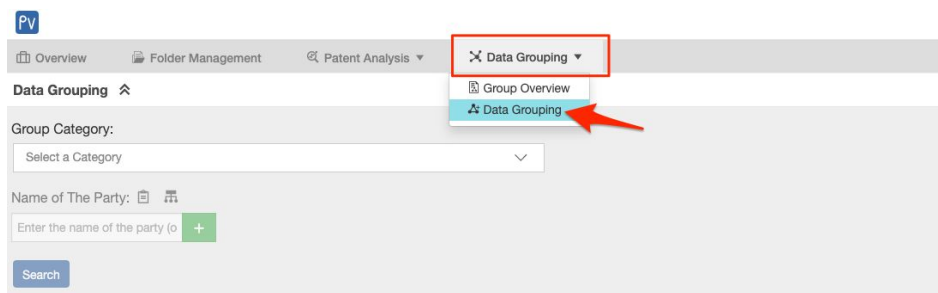 PV
Overview Folder Management Patent Analysis Data Grouping
Group Overview
Data Grouping
Data Grouping
Group Category:
Select a Category
Name of The Party:
Enter the name of the party (o +
Search